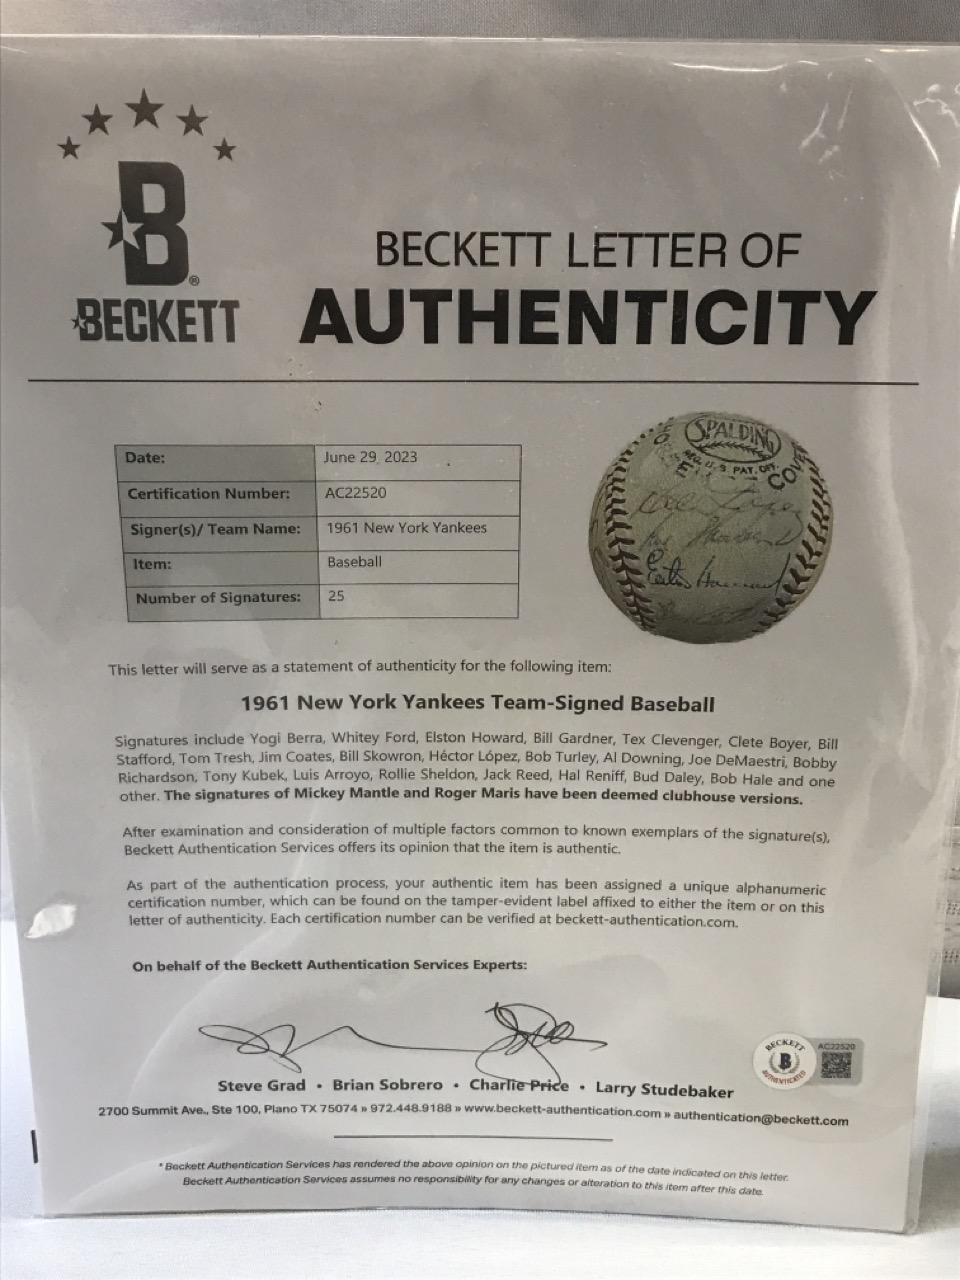 B®
BECKETT
BECKETT LETTER OF
AUTHENTICITY
Date: June 29, 2023
Certification Number: AC22520
Signer(s)/ Team Name: 1961 New York Yankees
Item: Baseball
Number of Signatures: 25
SPALDING
REG. U.S. PAT. OFF.
COVE
This letter will serve as a statement of authenticity for the following item:
1961 New York Yankees Team-Signed Baseball
Signatures include Yogi Berra, Whitey Ford, Elston Howard, Bill Gardner, Tex Clevenger, Clete Boyer, Bill
Stafford, Tom Tresh, Jim Coates, Bill Skowron, Héctor López, Bob Turley, Al Downing, Joe DeMaestri, Bobby
Richardson, Tony Kubek, Luis Arroyo, Rollie Sheldon, Jack Reed, Hal Reniff, Bud Daley, Bob Hale and one
other. The signatures of Mickey Mantle and Roger Maris have been deemed clubhouse versions.
After examination and consideration of multiple factors common to known exemplars of the signature(s),
Beckett Authentication Services offers its opinion that the item is authentic.
As part of the authentication process, your authentic item has been assigned a unique alphanumeric
certification number, which can be found on the tamper-evident label affixed to either the item or on this
letter of authenticity. Each certification number can be verified at beckett-authentication.com.
On behalf of the Beckett Authentication Services Experts:
BECKETT
B
AUTHENTICATED
AC22520
Steve Grad • Brian Sobrero • Charlie Price • Larry Studebaker
2700 Summit Ave., Ste 100, Plano TX 75074 » 972.448.9188 » www.beckett-authentication.com » authentication@beckett.com
* Beckett Authentication Services has rendered the above opinion on the pictured item as of the date indicated on this letter.
Beckett Authentication Services assumes no responsibility for any changes or alteration to this item after this date.